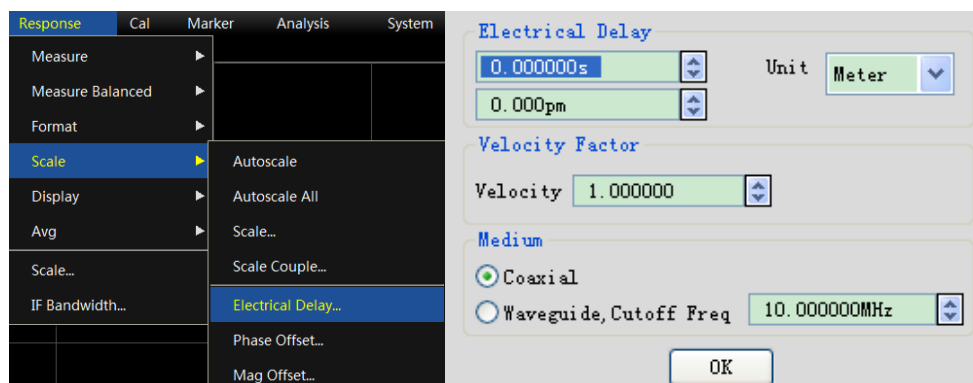 Response Cal Marker Analysis System
Measure
Measure Balanced
Format
Scale
Display
Avg
Scale...
IF Bandwidth...
Autoscale
Autoscale All
Scale...
Scale Couple...
Electrical Delay...
Phase Offset...
Mag Offset...
Electrical Delay
0.000000s
Unit Meter
0.000pm
Velocity Factor
Velocity 1.000000
Medium
Coaxial
Waveguide,Cutoff Freq 10.000000MHz
OK